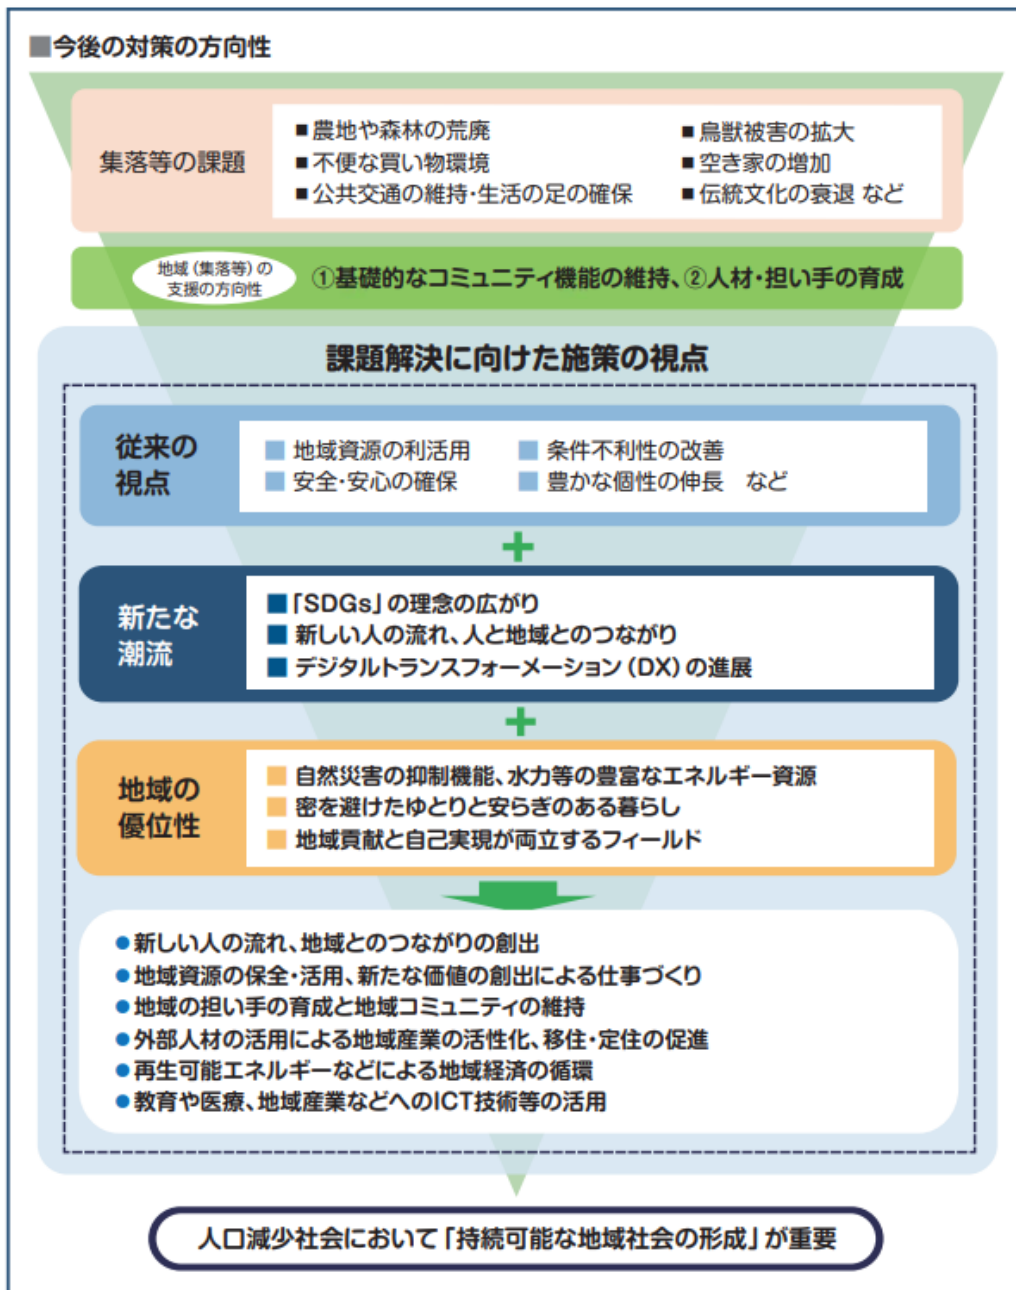 ■今後の対策の方向性
集落等の課題
■農地や森林の荒廃
■不便な買い物環境
■公共交通の維持・生活の足の確保
■鳥獣被害の拡大
■空き家の増加
■伝統文化の衰退 など
地域(集落等)の
支援の方向性
①基礎的なコミュニティ機能の維持、②人材・担い手の育成
課題解決に向けた施策の視点
従来の
視点
■ 地域資源の利活用
■ 安全・安心の確保
■ 条件不利性の改善
■ 豊かな個性の伸長 など
+
新たな
潮流
■「SDGs」の理念の広がり
■ 新しい人の流れ、人と地域とのつながり
■ デジタルトランスフォーメーション(DX)の進展
+
地域の
優位性
■ 自然災害の抑制機能、水力等の豊富なエネルギー資源
■ 密を避けたゆとりと安らぎのある暮らし
■ 地域貢献と自己実現が両立するフィールド
●新しい人の流れ、地域とのつながりの創出
●地域資源の保全・活用、新たな価値の創出による仕事づくり
●地域の担い手の育成と地域コミュニティの維持
●外部人材の活用による地域産業の活性化、移住・定住の促進
●再生可能エネルギーなどによる地域経済の循環
●教育や医療、地域産業などへのICT技術等の活用
人口減少社会において「持続可能な地域社会の形成」が重要